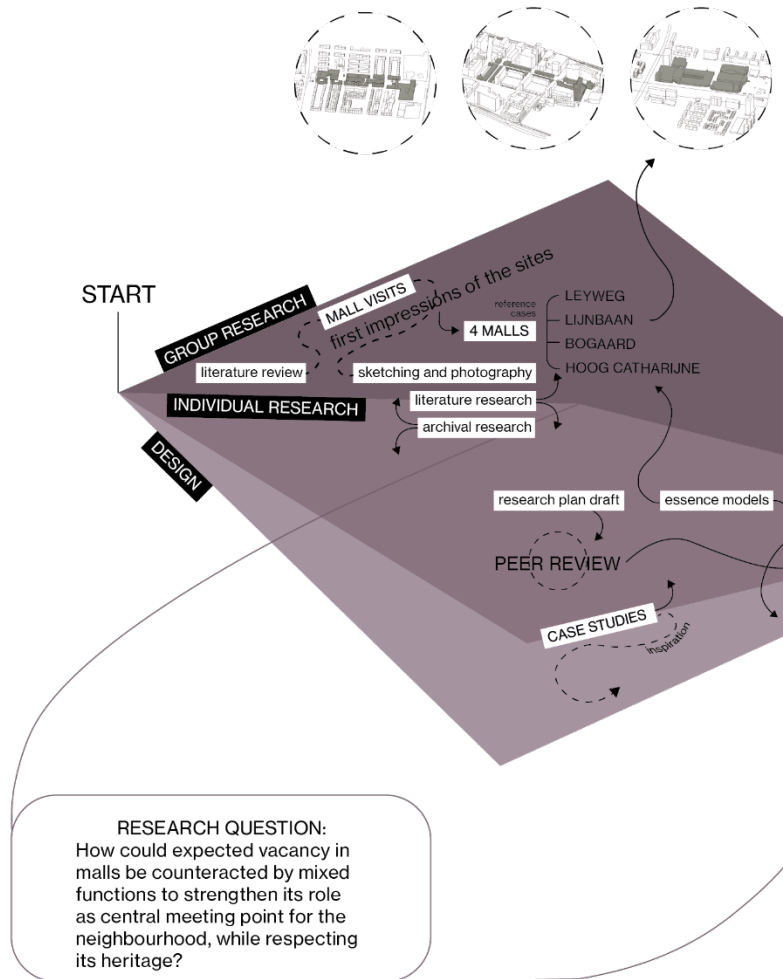 START
GROUP RESEARCH
MALL VISITS
first impressions of the sites
literature review
sketching and photography
reference
cases
4 MALLS
LEYWEG
LIJNBAAN
BOGAARD
HOOG CATHARIJNE
INDIVIDUAL RESEARCH
literature research
archival research
DESIGN
research plan draft
essence models
PEER REVIEW
CASE STUDIES
inspiration
RESEARCH QUESTION:
How could expected vacancy in
malls be counteracted by mixed
functions to strengthen its role
as central meeting point for the
neighbourhood, while respecting
its heritage?